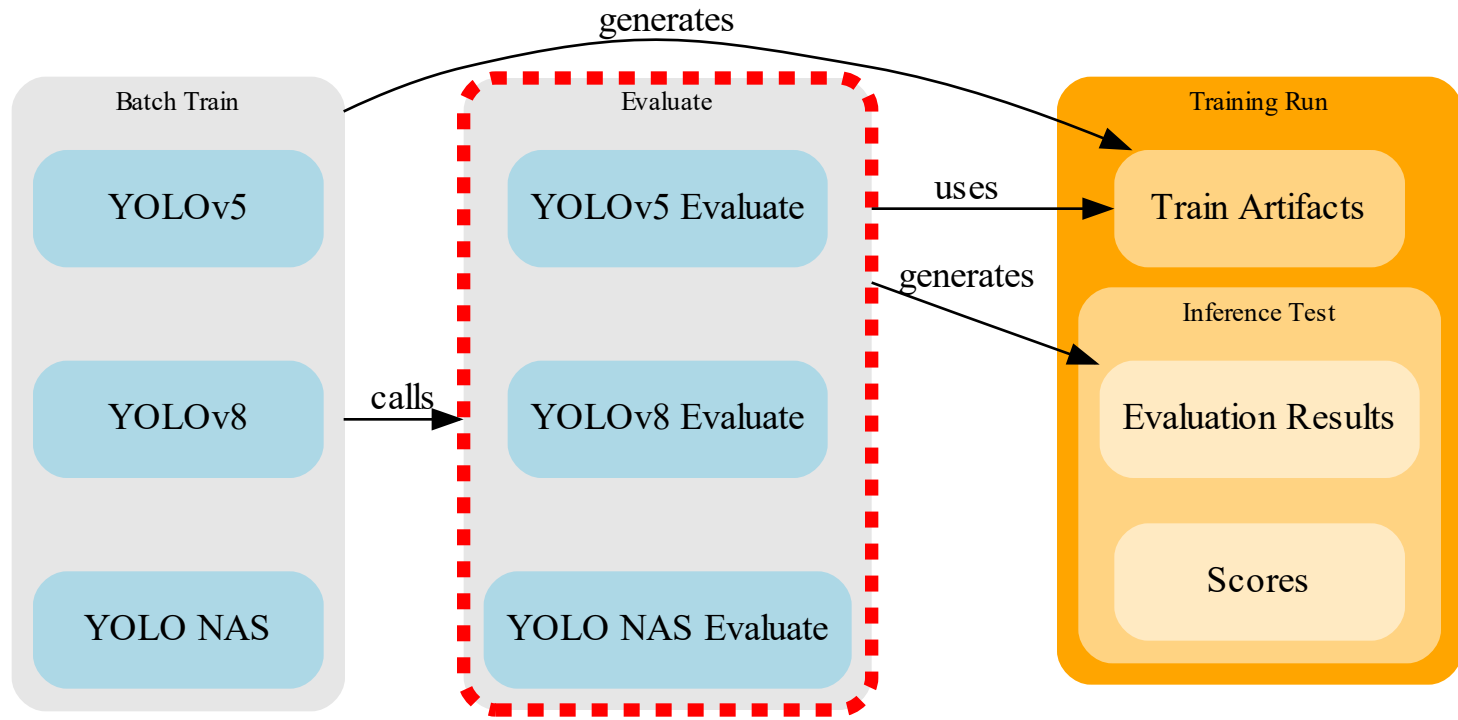 generates
Batch Train
YOLOv5
YOLOv8
YOLO NAS
calls
Evaluate
YOLOv5 Evaluate
YOLOv8 Evaluate
YOLO NAS Evaluate
uses
generates
Training Run
Train Artifacts
Inference Test
Evaluation Results
Scores